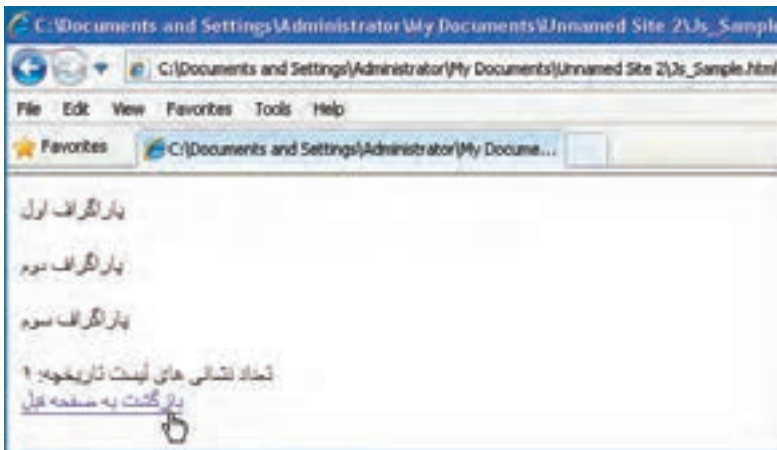 C:\Documents and Settings\Administrator\My Documents\Unnamed Site 2\Js_Sampl
C:\Documents and Settings\Administrator\My Documents\Unnamed Site 2\Js_Sample.html
File Edit View Favorites Tools Help
Favorites C:\Documents and Settings\Administrator\My Docume...
پاراگراف اول
پاراگراف دوم
پاراگراف سوم
تعداد نشانی های لیست تاریخچه: ۱
بازگشت به صفحه قبل